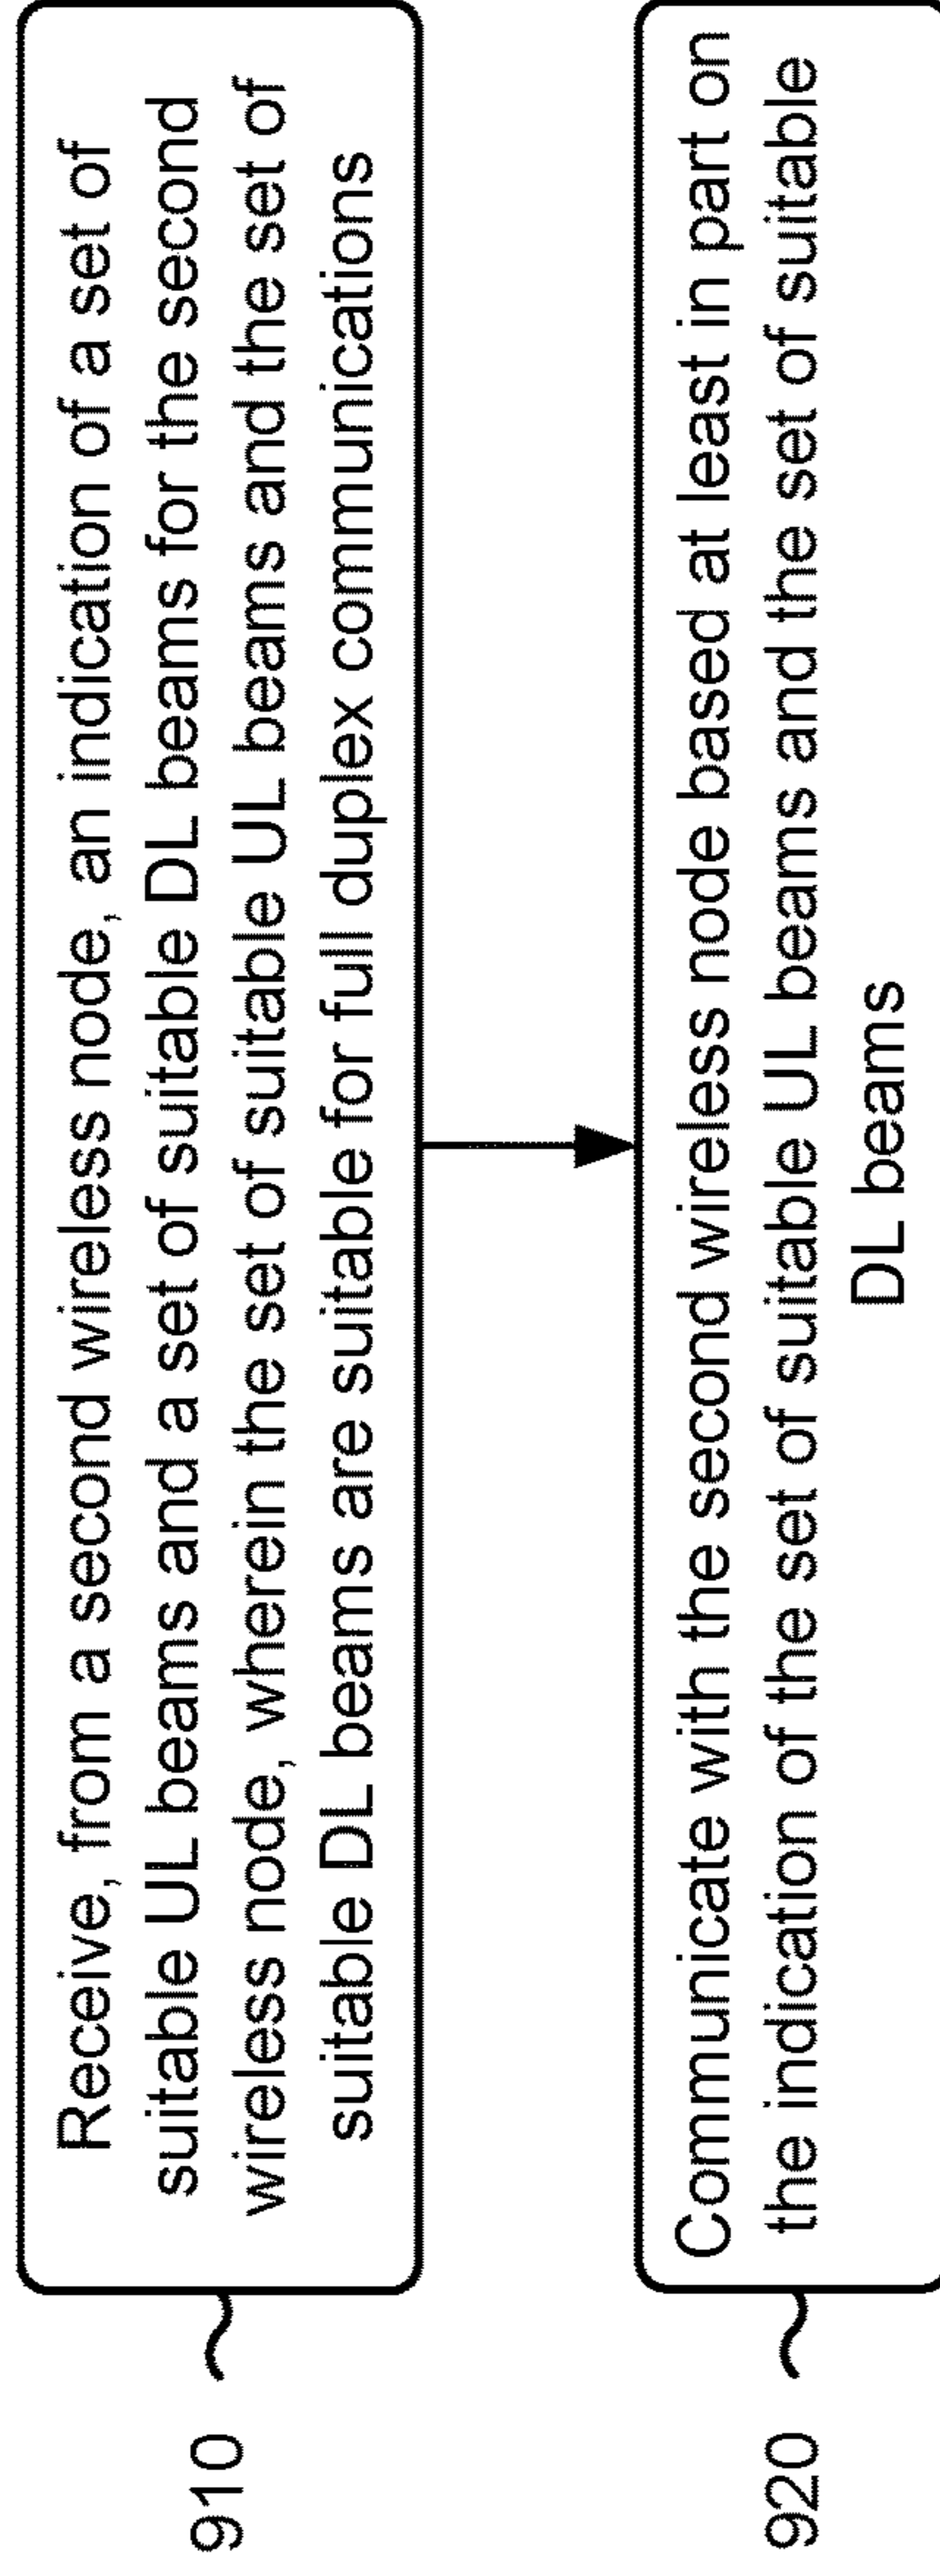 910
Receive, from a second wireless node, an indication of a set of
suitable UL beams and a set of suitable DL beams for the second
wireless node, wherein the set of suitable UL beams and the set of
suitable DL beams are suitable for full duplex communications
920
Communicate with the second wireless node based at least in part on
the indication of the set of suitable UL beams and the set of suitable
DL beams